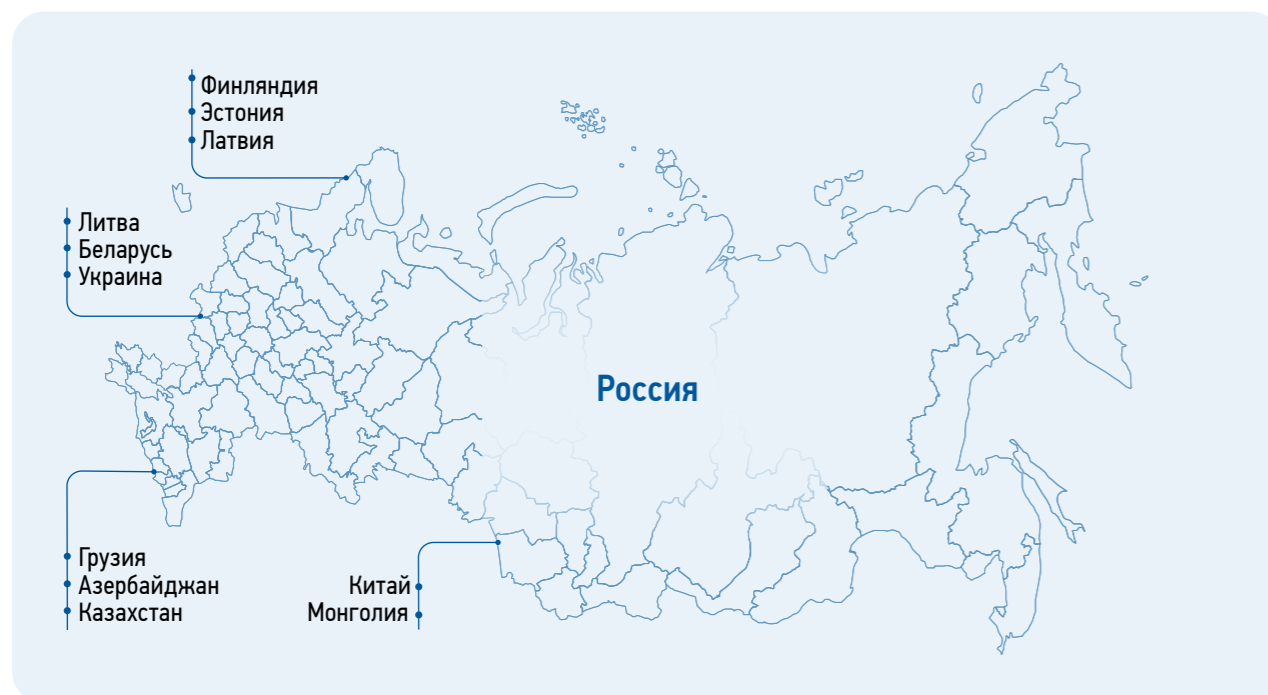 Финляндия
Эстония
Латвия
Литва
Беларусь
Украина
Россия
Грузия
Азербайджан
Казахстан
Китай
Монголия